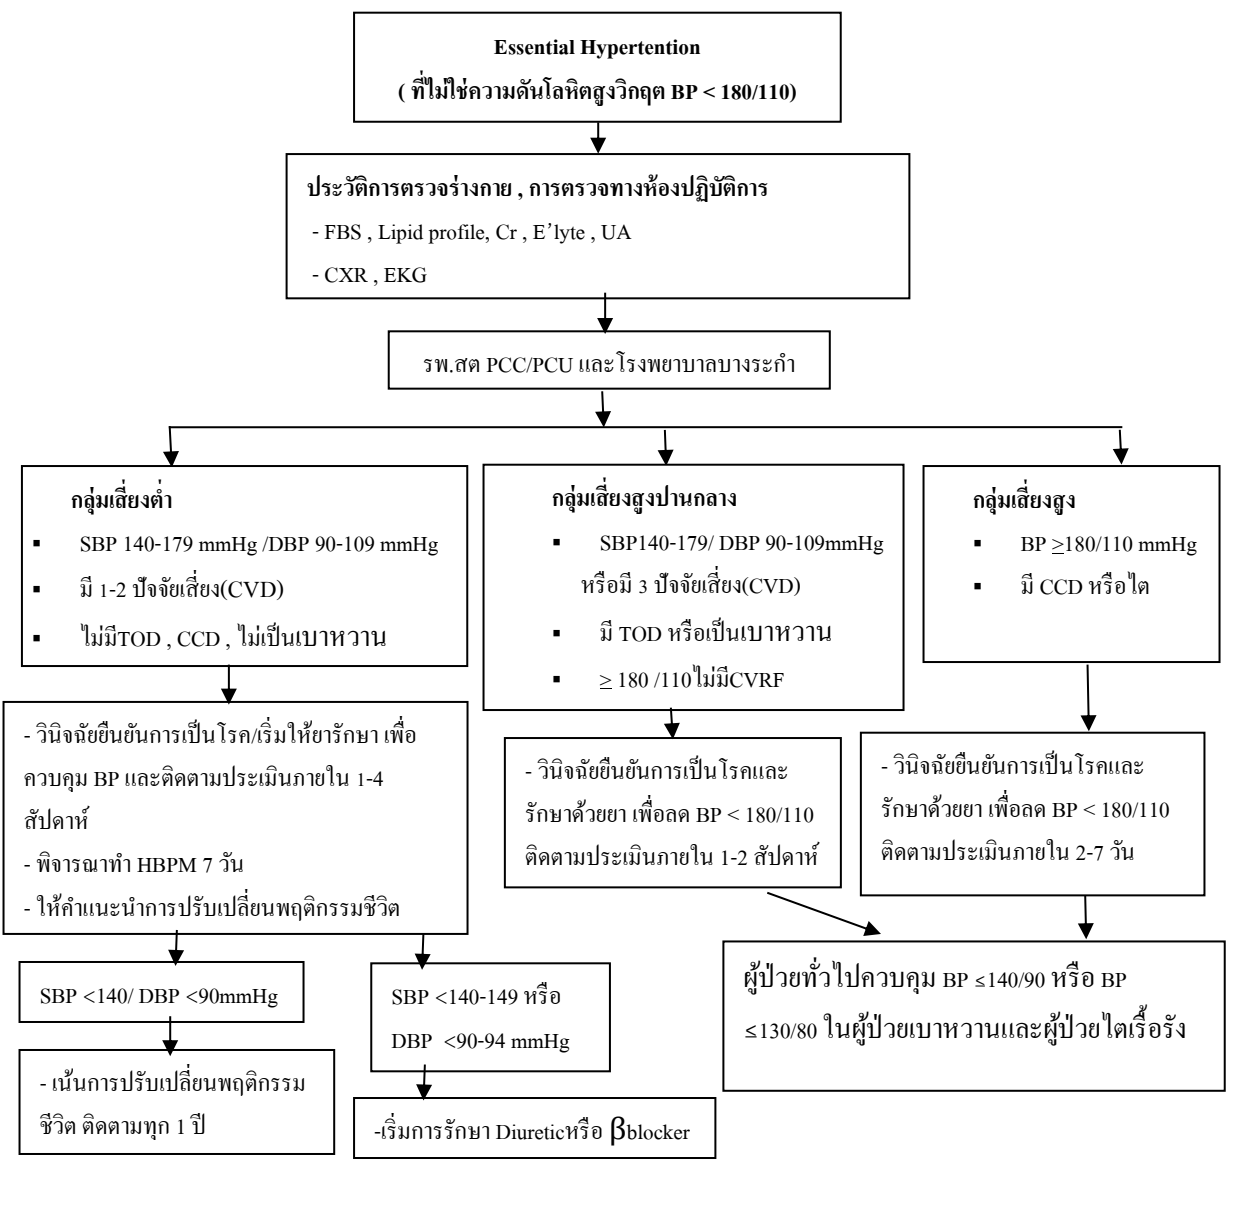 Essential Hypertention
( ที่ไม่ใช่ความดันโลหิตสูงวิกฤต BP < 180/110)
ประวัติการตรวจร่างกาย , การตรวจทางห้องปฏิบัติการ
- FBS , Lipid profile, Cr , E’lyte , UA
- CXR , EKG
รพ.สต PCC/PCU และโรงพยาบาลบางระกำ
กลุ่มเสี่ยงต่ำ
▪ SBP 140-179 mmHg /DBP 90-109 mmHg
▪ มี 1-2 ปัจจัยเสี่ยง(CVD)
▪ ไม่มีTOD , CCD , ไม่เป็นเบาหวาน
กลุ่มเสี่ยงสูงปานกลาง
▪ SBP140-179/ DBP 90-109mmHg
หรือมี 3 ปัจจัยเสี่ยง(CVD)
▪ มี TOD หรือเป็นเบาหวาน
▪ ≥ 180 /110ไม่มีCVRF
กลุ่มเสี่ยงสูง
▪ BP ≥180/110 mmHg
▪ มี CCD หรือไต
- วินิจฉัยยืนยันการเป็นโรค/เริ่มให้ยารักษา เพื่อ
ควบคุม BP และติดตามประเมินภายใน 1-4
สัปดาห์
- พิจารณาทำ HBPM 7 วัน
- ให้คำแนะนำการปรับเปลี่ยนพฤติกรรมชีวิต
- วินิจฉัยยืนยันการเป็นโรคและ
รักษาด้วยยา เพื่อลด BP < 180/110
ติดตามประเมินภายใน 1-2 สัปดาห์
- วินิจฉัยยืนยันการเป็นโรคและ
รักษาด้วยยา เพื่อลด BP < 180/110
ติดตามประเมินภายใน 2-7 วัน
SBP <140/ DBP <90mmHg
SBP <140-149 หรือ
DBP <90-94 mmHg
ผู้ป่วยทั่วไปควบคุม BP ≤140/90 หรือ BP
≤130/80 ในผู้ป่วยเบาหวานและผู้ป่วยไตเรื้อรัง
- เน้นการปรับเปลี่ยนพฤติกรรม
ชีวิต ติดตามทุก 1 ปี
-เริ่มการรักษา Diureticหรือ βblocker